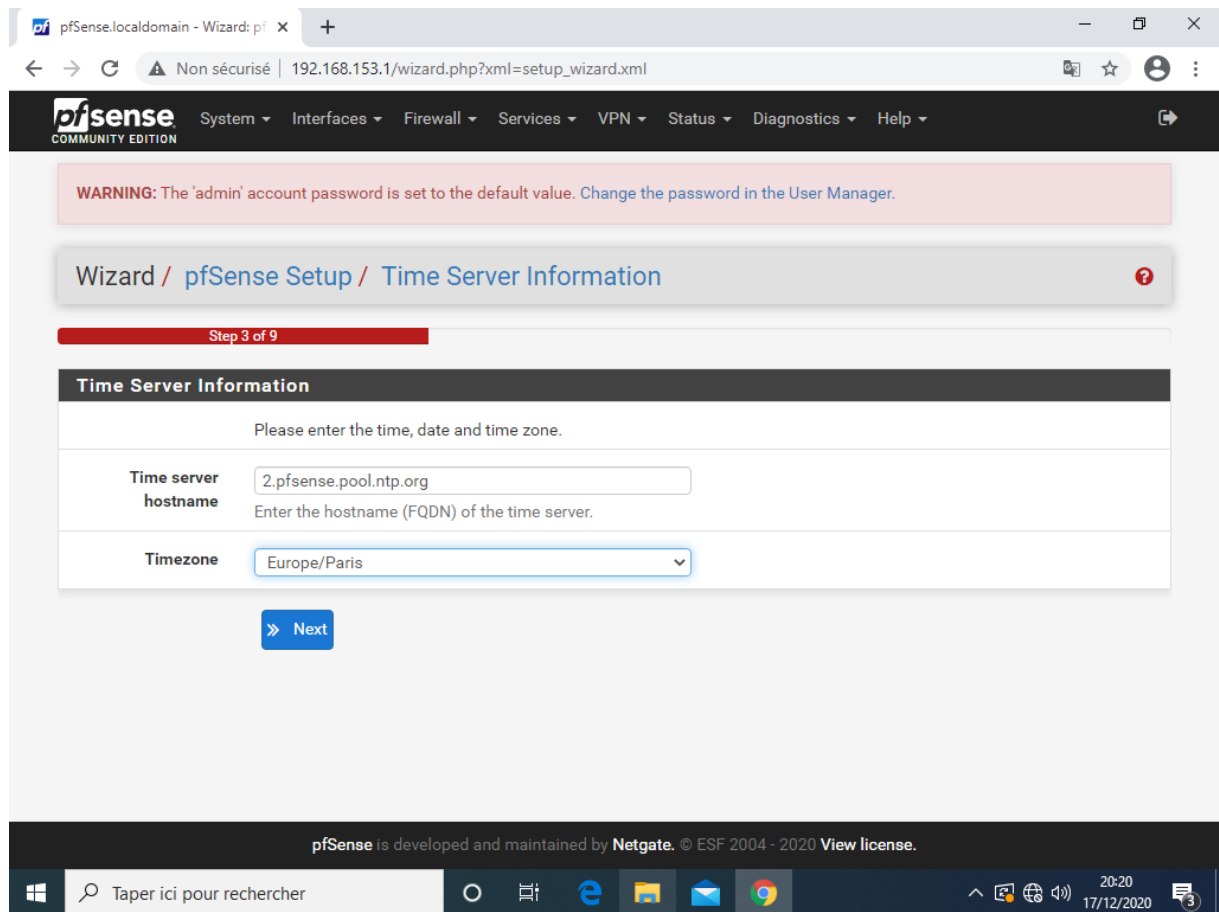 pfSense.localdomain - Wizard: pf
Non sécurisé | 192.168.153.1/wizard.php?xml=setup_wizard.xml
pfsense COMMUNITY EDITION System Interfaces Firewall Services VPN Status Diagnostics Help
WARNING: The 'admin' account password is set to the default value. Change the password in the User Manager.
Wizard / pfSense Setup / Time Server Information
Step 3 of 9
Time Server Information
Please enter the time, date and time zone.
Time server hostname
2.pfsense.pool.ntp.org
Enter the hostname (FQDN) of the time server.
Timezone
Europe/Paris
Next
pfSense is developed and maintained by Netgate. © ESF 2004 - 2020 View license.
Taper ici pour rechercher
20:20
17/12/2020
3